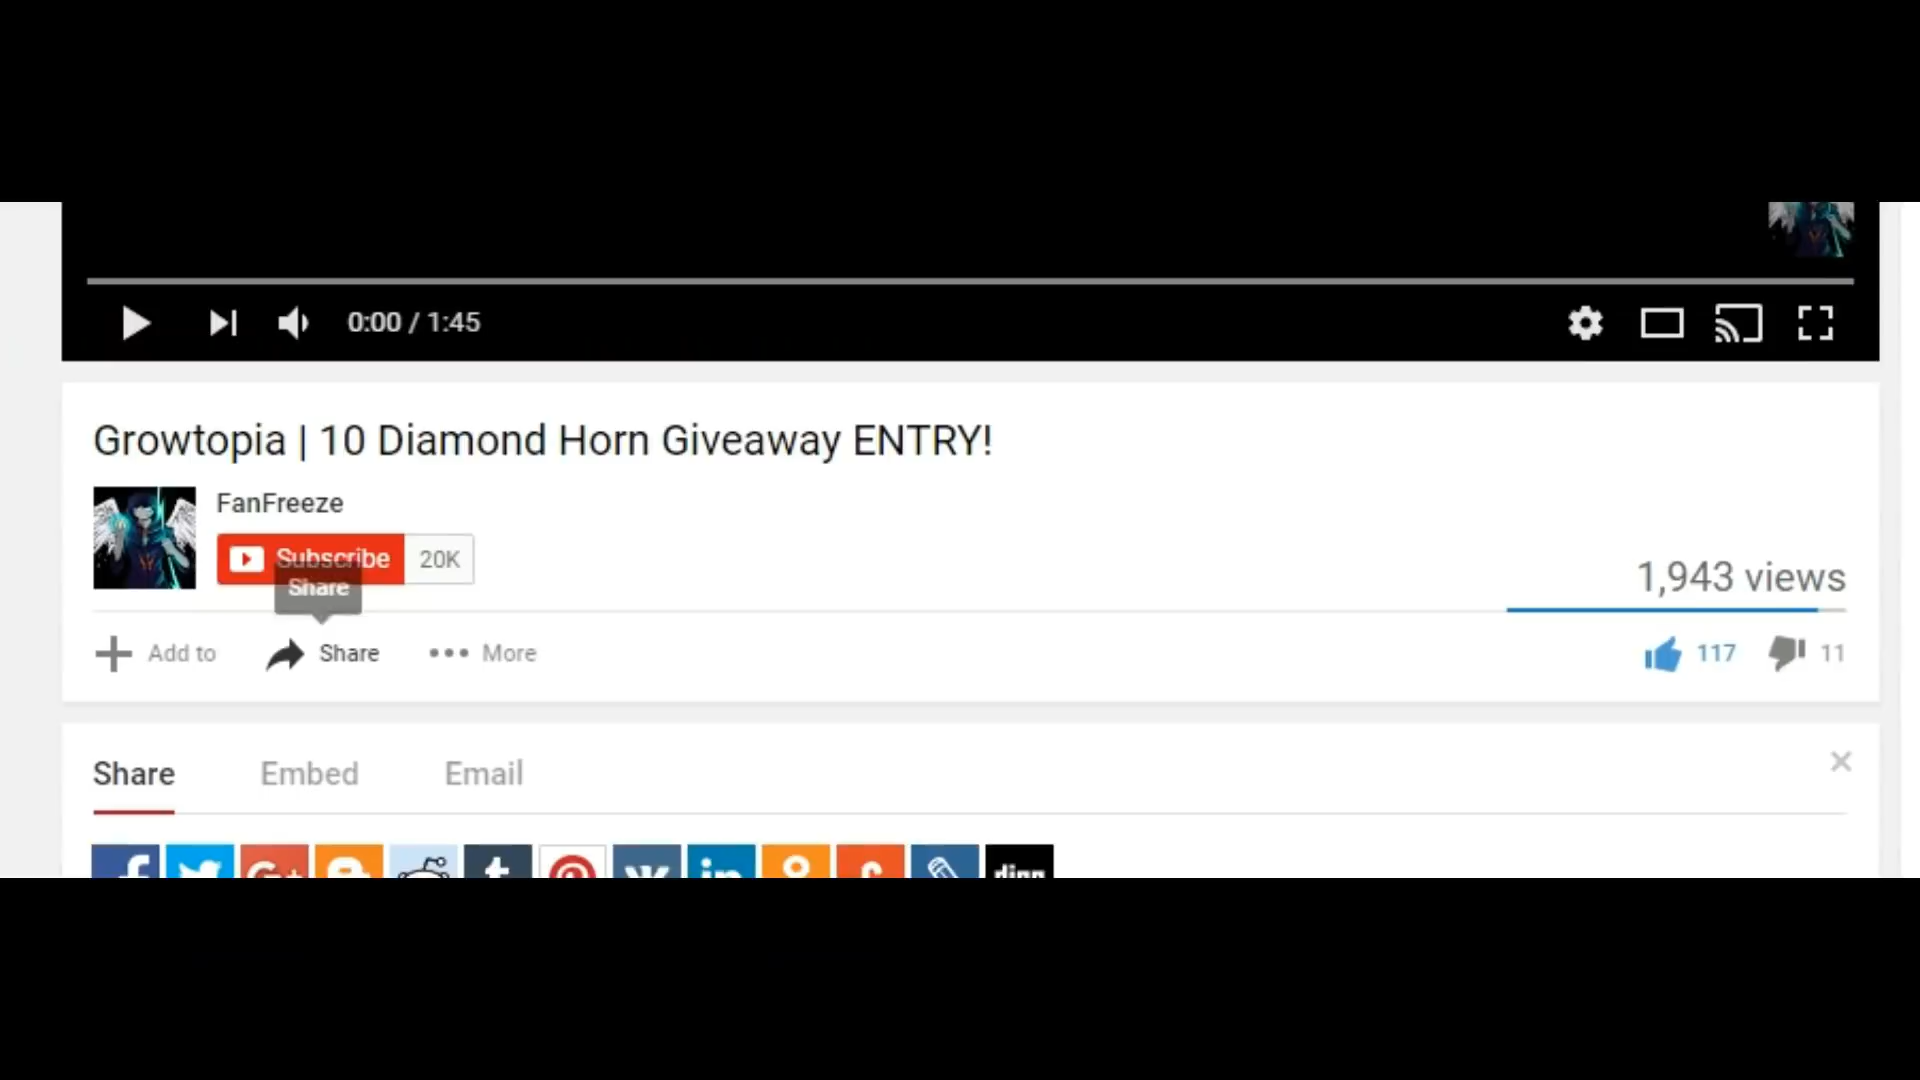 0:00 / 1:45
Growtopia | 10 Diamond Horn Giveaway ENTRY!
FanFreeze
Subscribe 20K
Share
1,943 views
Add to Share More
117 11
Share Embed Email